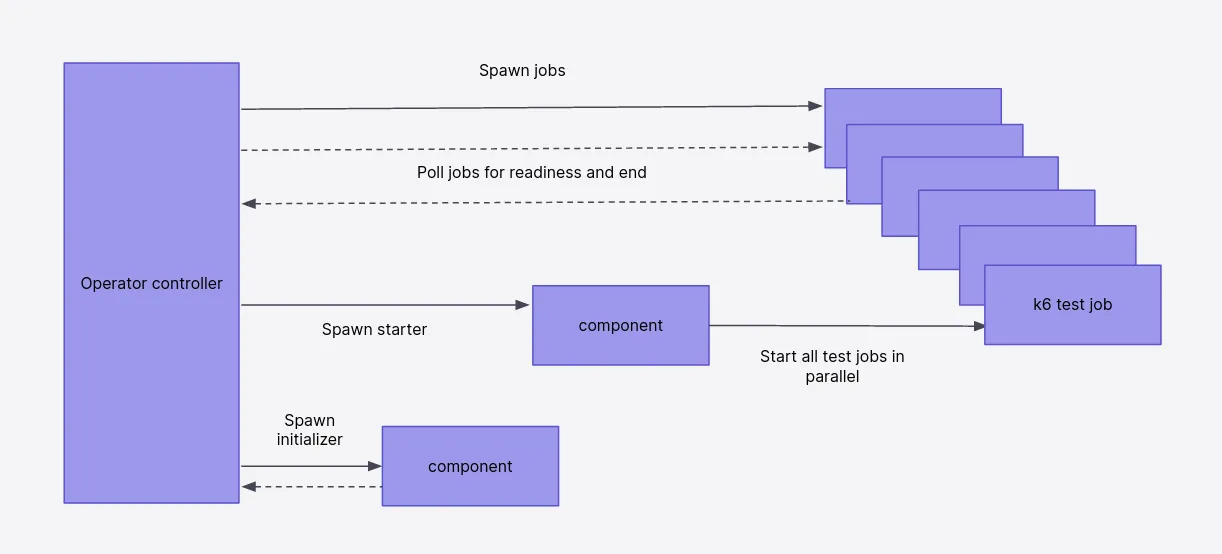 Spawn jobs
Poll jobs for readiness and end
Operator controller
k6 test job
Spawn starter
component
Start all test jobs in
parallel
Spawn
initializer
component